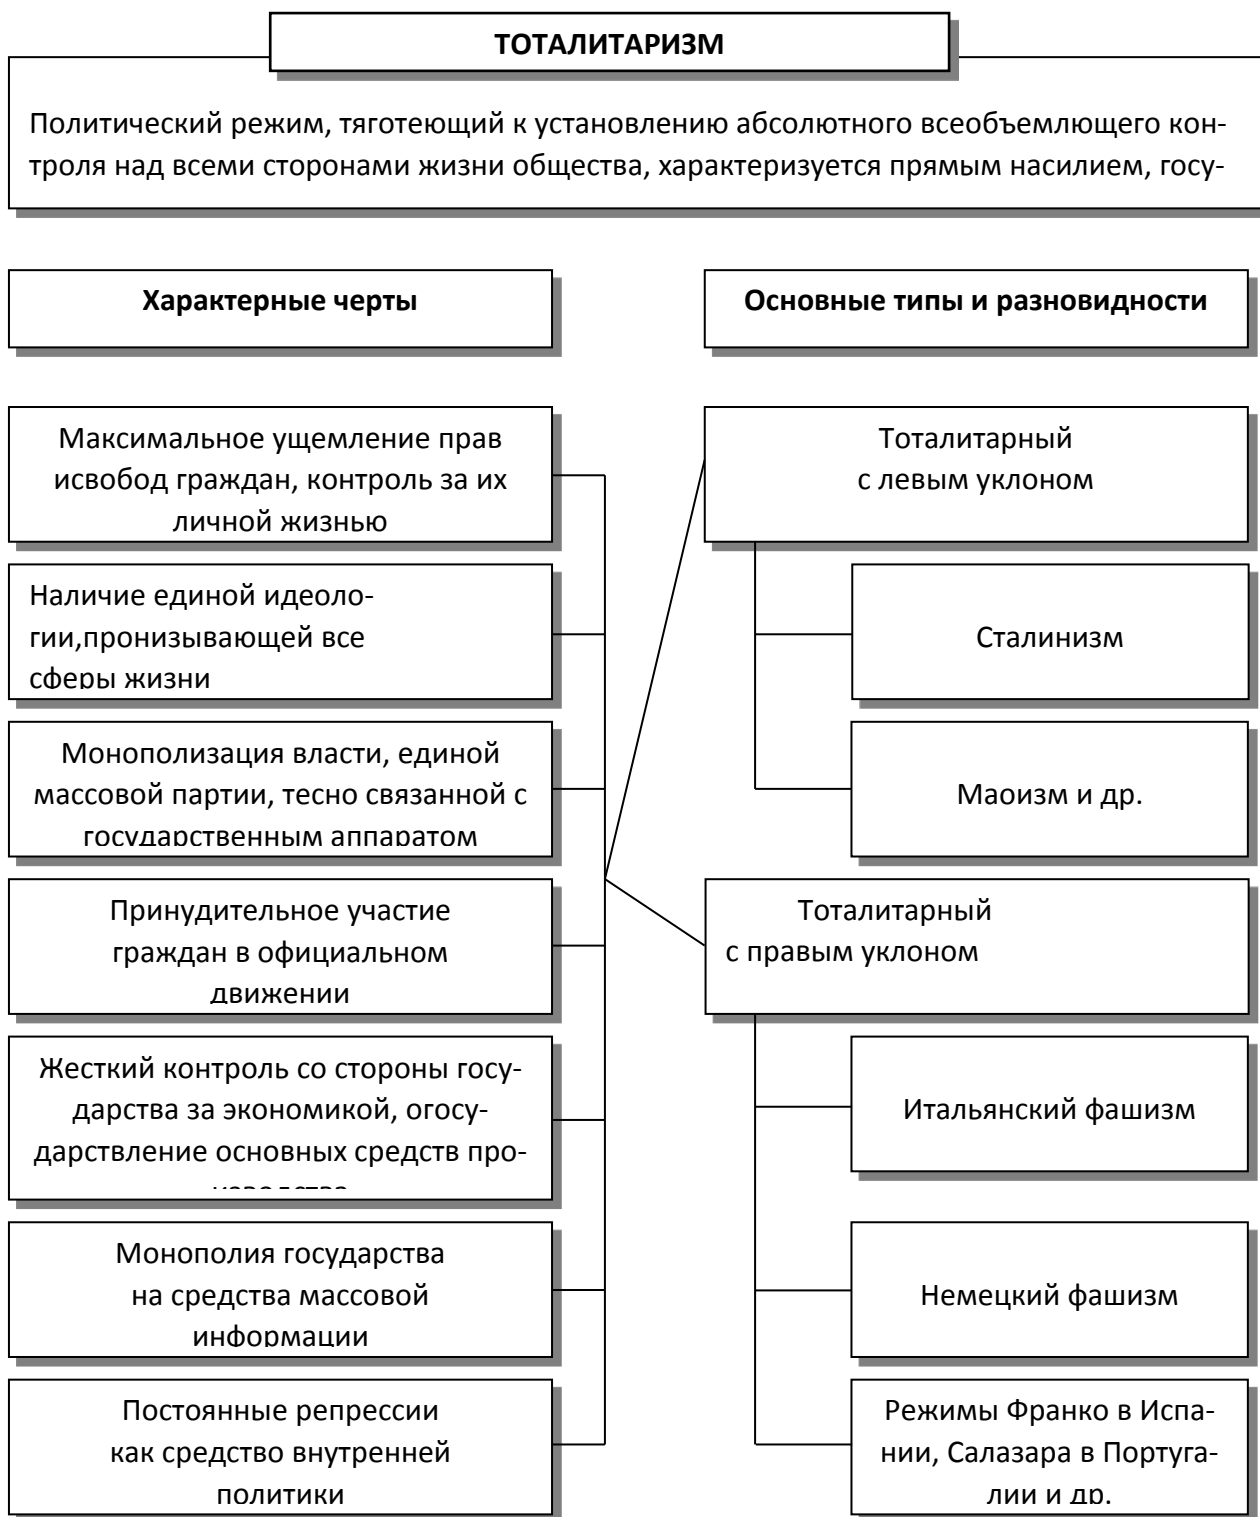 ТОТАЛИТАРИЗМ
Политический режим, тяготеющий к установлению абсолютного всеобъемлющего кон-
троля над всеми сторонами жизни общества, характеризуется прямым насилием, госу-
Характерные черты
Максимальное ущемление прав
исвобод граждан, контроль за их
личной жизнью
Наличие единой идеоло-
гии,пронизывающей все
сферы жизни
Монополизация власти, единой
массовой партии, тесно связанной с
государственным аппаратом
Принудительное участие
граждан в официальном
движении
Жесткий контроль со стороны госу-
дарства за экономикой, огосу-
дарствление основных средств про-
изводства
Монополия государства
на средства массовой
информации
Постоянные репрессии
как средство внутренней
политики
Основные типы и разновидности
Тоталитарный
с левым уклоном
Сталинизм
Маоизм и др.
Тоталитарный
с правым уклоном
Итальянский фашизм
Немецкий фашизм
Режимы Франко в Испа-
нии, Салазара в Португа-
лии и др.